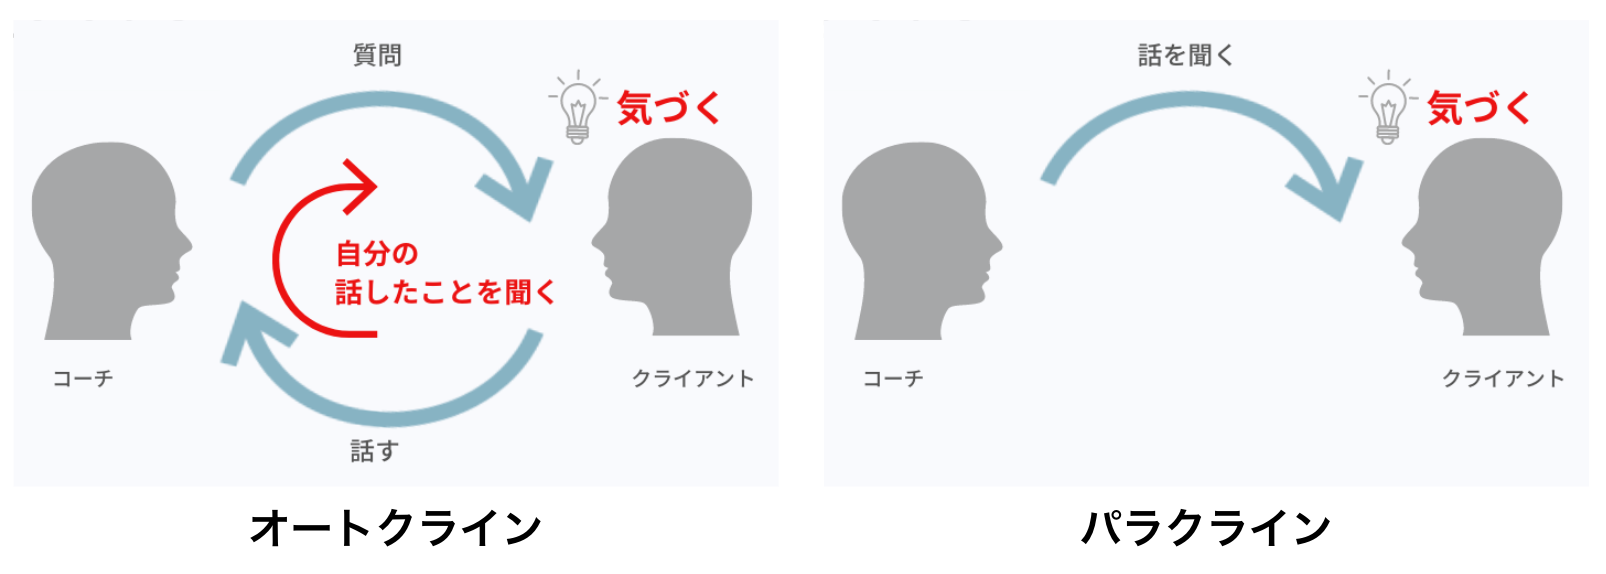 質問
気づく
自分の
話したことを聞く
コーチ
クライアント
話す
オートクライン
話を聞く
気づく
コーチ
クライアント
パラクライン